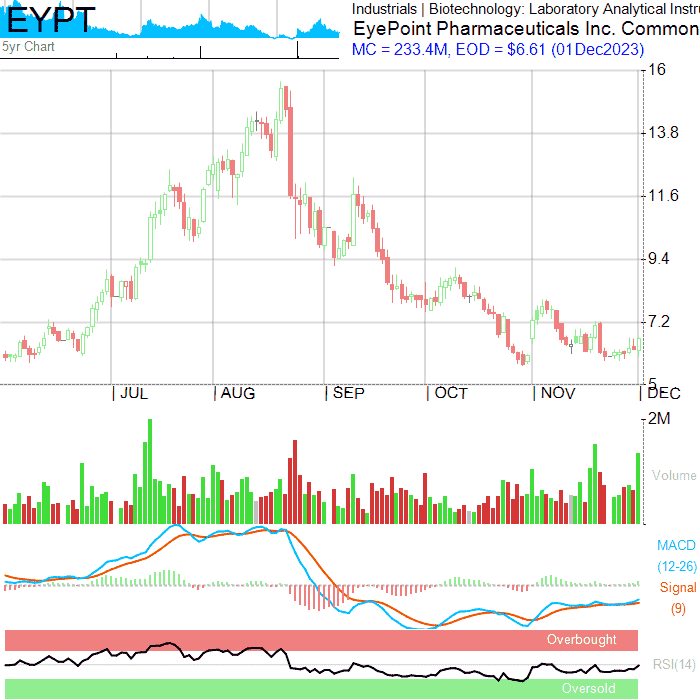 EYPT
5yr Chart
Industrials | Biotechnology: Laboratory Analytical Instru
EyePoint Pharmaceuticals Inc. Common
MC = 233.4M, EOD = $6.61 (01Dec2023)
16
13.8
11.6
9.4
7.2
5
JUL AUG SEP OCT NOV DEC
2M
Volume
MACD
(12-26)
Signal
(9)
Overbought
RSI(14)
Oversold